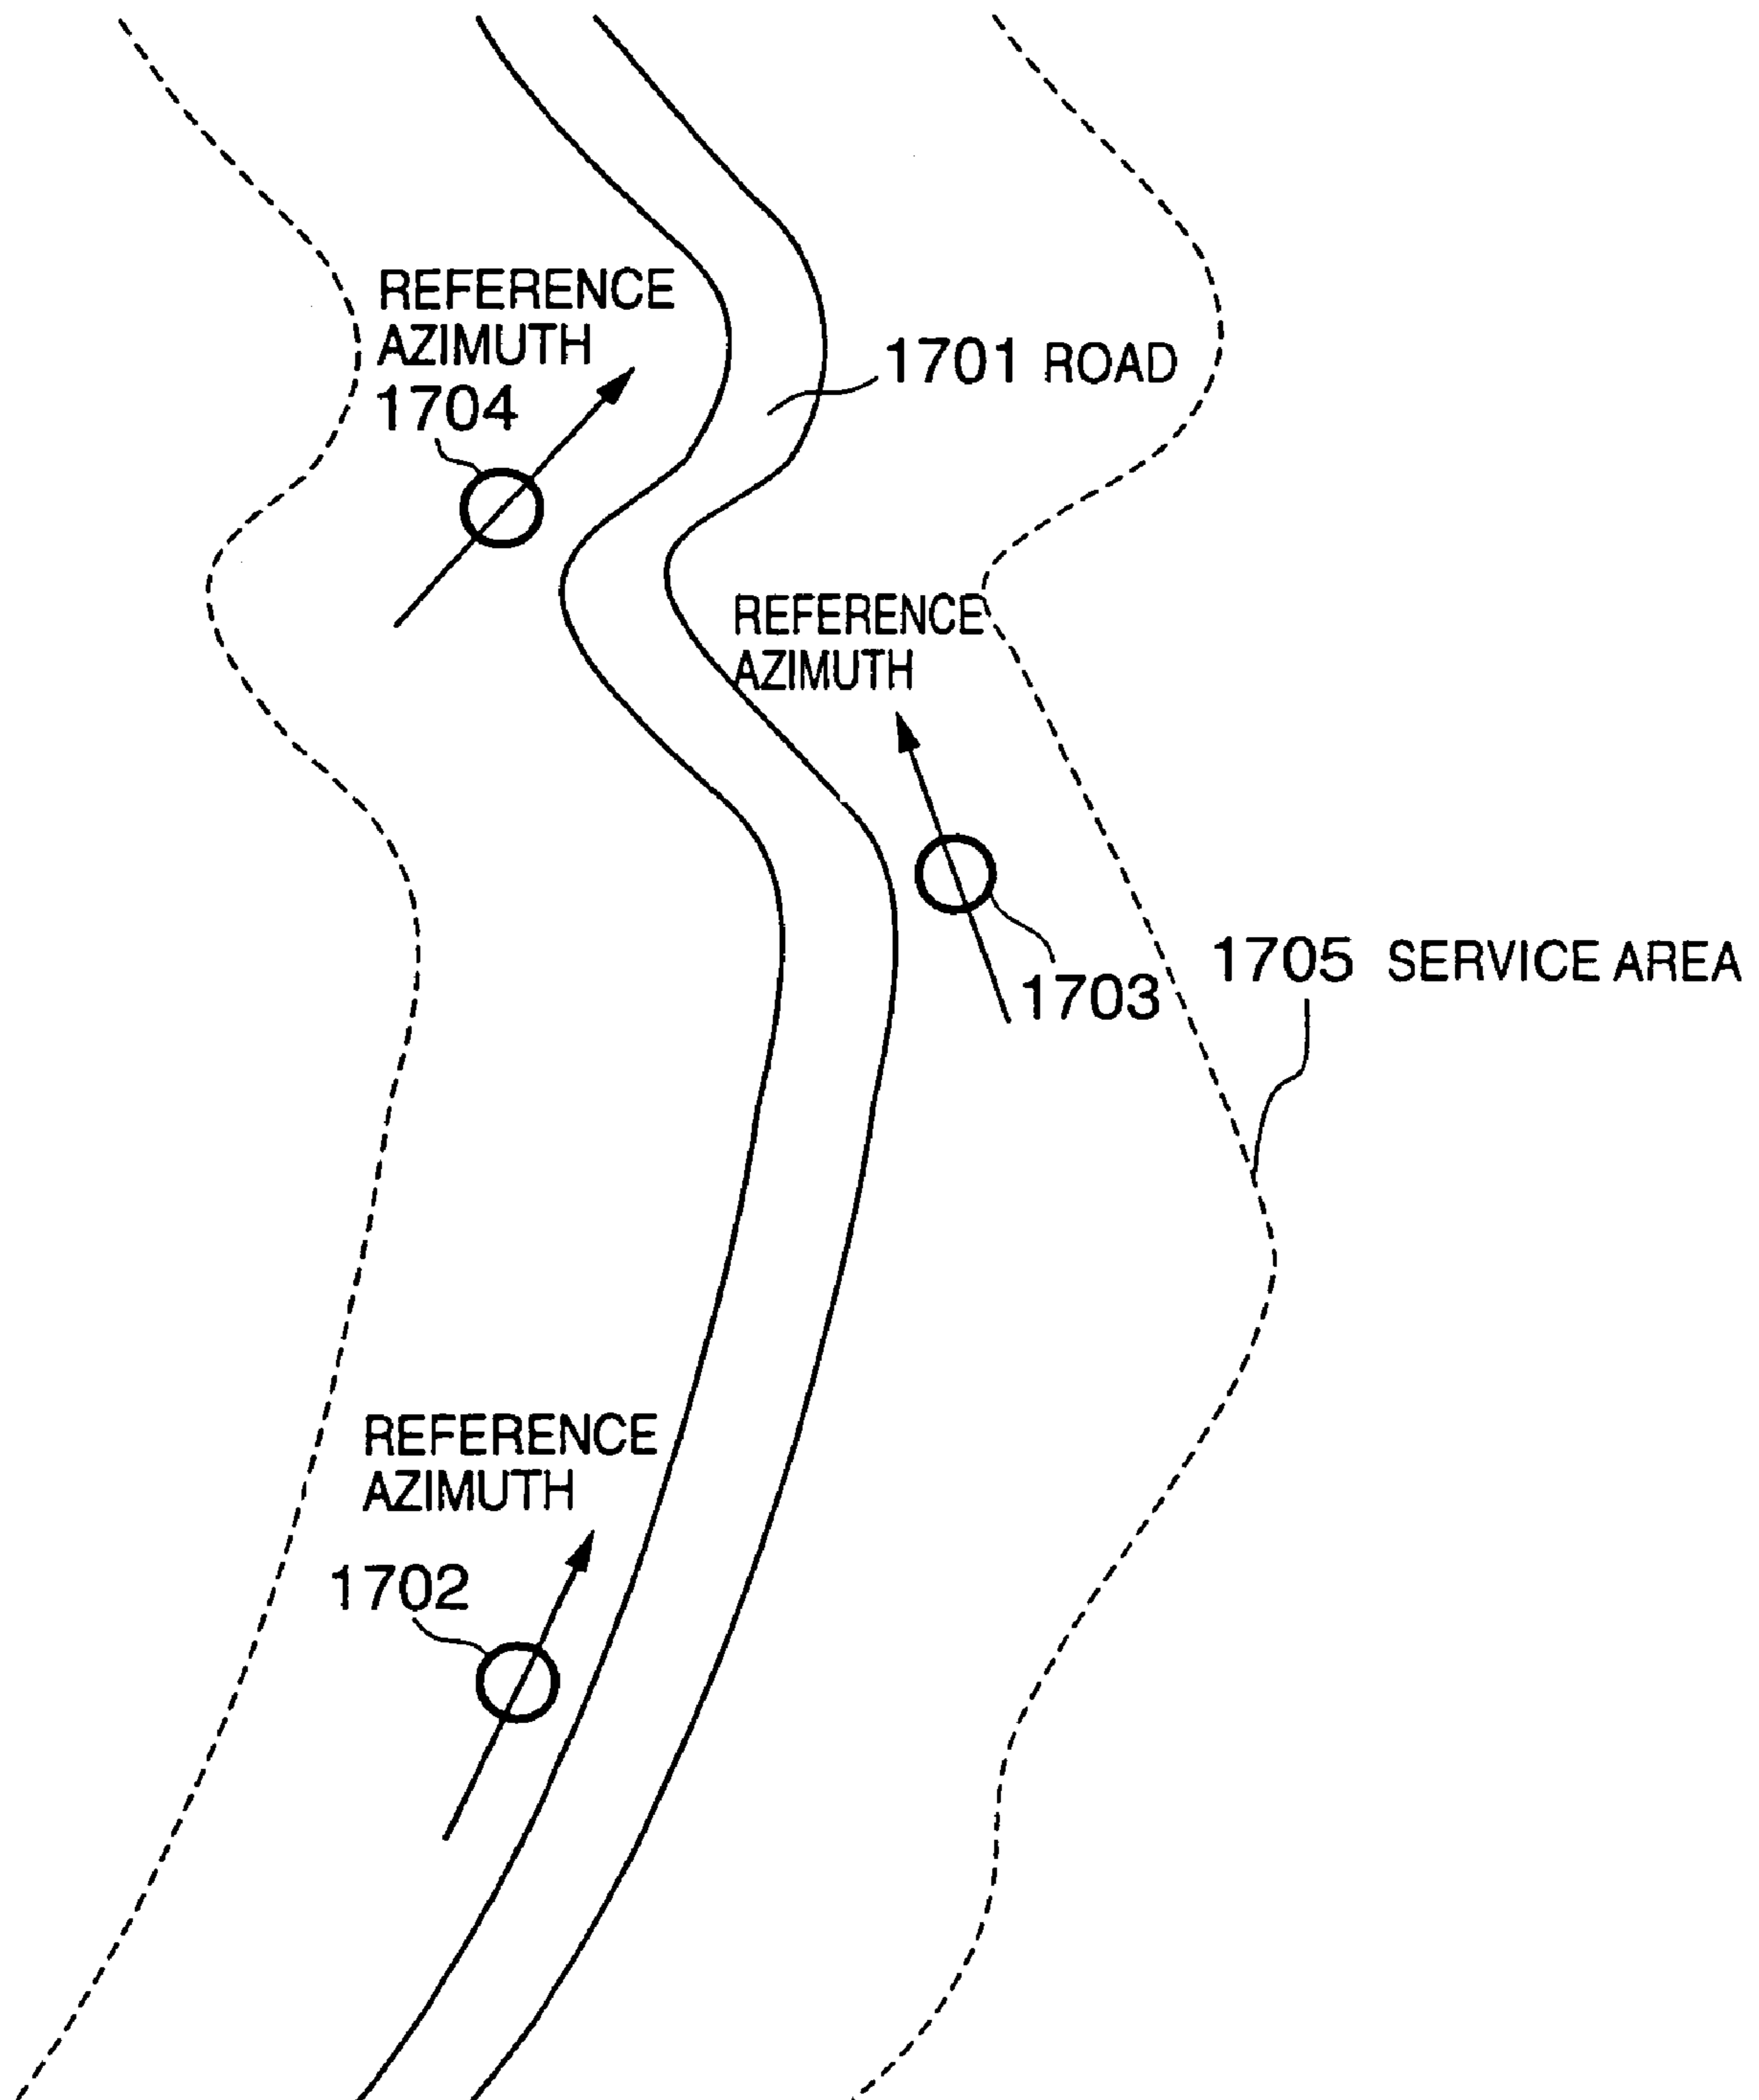 REFERENCE
AZIMUTH
1704
1701 ROAD
REFERENCE
AZIMUTH
1703
1705 SERVICE AREA
REFERENCE
AZIMUTH
1702